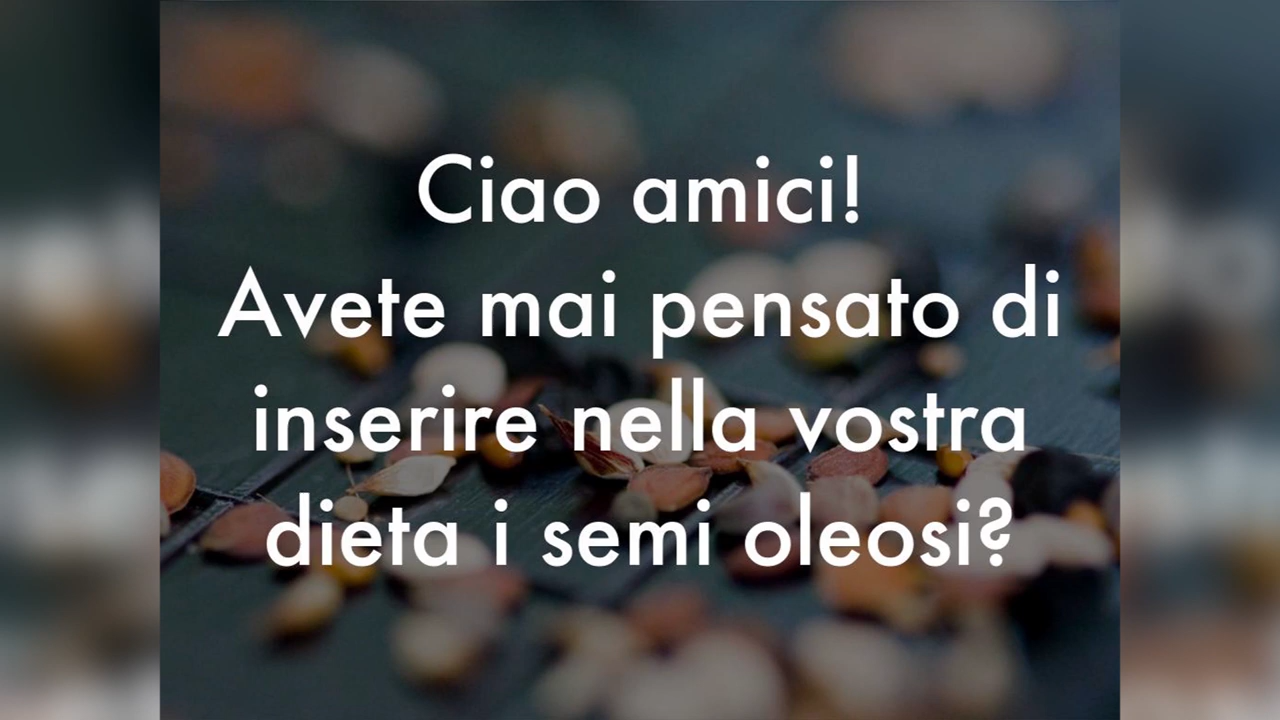 Ciao amici!
Avete mai pensato di
inserire nella vostra
dieta i semi oleosi?